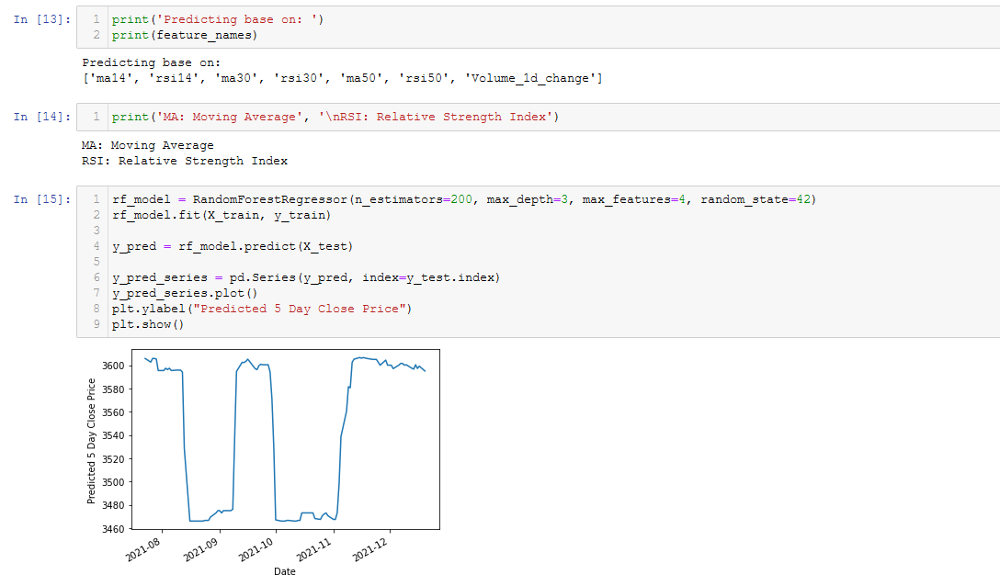 In [13]:
1 print('Predicting base on: ')
2 print(feature_names)
Predicting base on:
['ma14', 'rsi14', 'ma30', 'rsi30', 'ma50', 'rsi50', 'Volume_1d_change']
In [14]:
1 print('MA: Moving Average', '\nRSI: Relative Strength Index')
MA: Moving Average
RSI: Relative Strength Index
In [15]:
1 rf_model = RandomForestRegressor(n_estimators=200, max_depth=3, max_features=4, random_state=42)
2 rf_model.fit(X_train, y_train)
3
4 y_pred = rf_model.predict(X_test)
5
6 y_pred_series = pd.Series(y_pred, index=y_test.index)
7 y_pred_series.plot()
8 plt.ylabel("Predicted 5 Day Close Price")
9 plt.show()
Predicted 5 Day Close Price
3600
3580
3560
3540
3520
3500
3480
3460
2021-08
2021-09
2021-10
2021-11
2021-12
Date